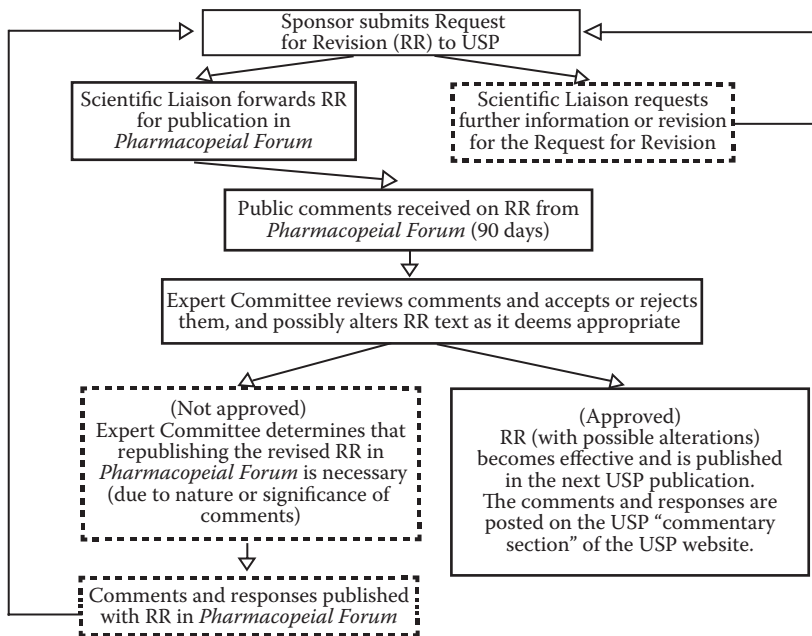 Sponsor submits Request
for Revision (RR) to USP
Scientific Liaison forwards RR
for publication in
Pharmacopeial Forum
Scientific Liaison requests
further information or revision
for the Request for Revision
Public comments received on RR from
Pharmacopeial Forum (90 days)
Expert Committee reviews comments and accepts or rejects
them, and possibly alters RR text as it deems appropriate
(Not approved)
Expert Committee determines that
republishing the revised RR in
Pharmacopeial Forum is necessary
(due to nature or significance of
comments)
(Approved)
RR (with possible alterations)
becomes effective and is published
in the next USP publication.
The comments and responses are
posted on the USP “commentary
section” of the USP website.
Comments and responses published
with RR in Pharmacopeial Forum